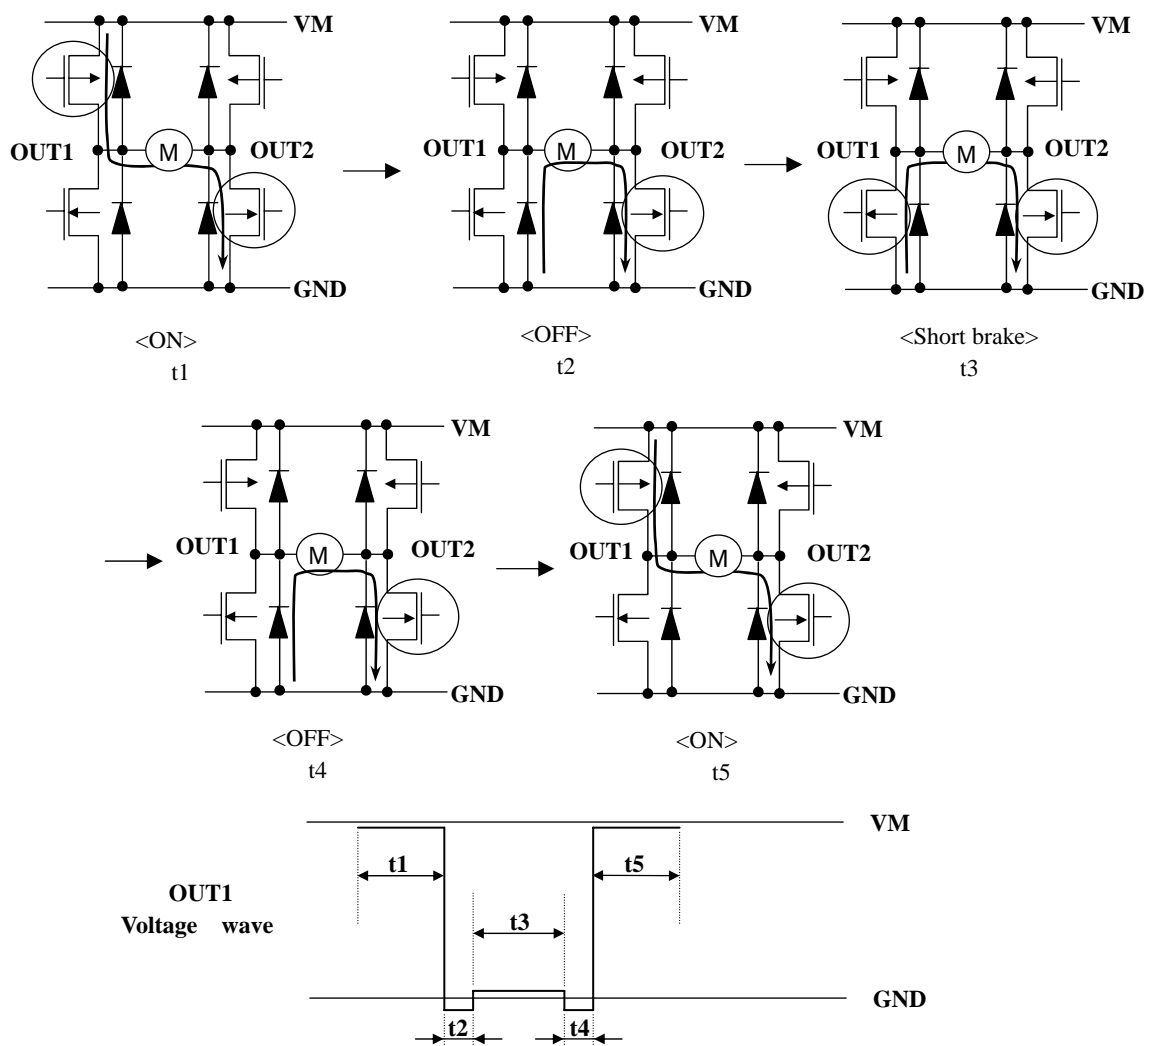 VM
VM
VM
OUT1 M OUT2
OUT1 M OUT2
OUT1 M OUT2
GND
GND
GND
<ON>
t1
<OFF>
t2
<Short brake>
t3
VM
VM
OUT1 M OUT2
OUT1 M OUT2
GND
GND
<OFF>
t4
<ON>
t5
VM
t1
t5
OUT1
Voltage wave
t3
GND
t2
t4